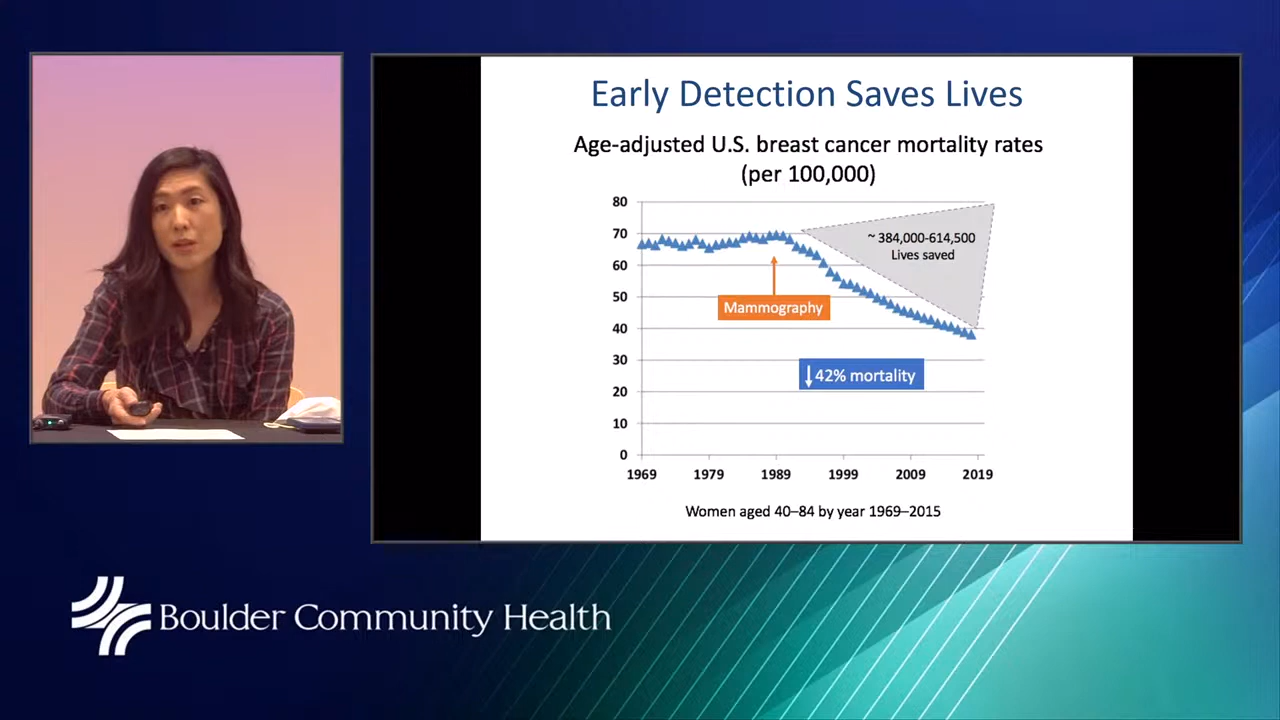 Early Detection Saves Lives
Age-adjusted U.S. breast cancer mortality rates
(per 100,000)
80
70
60
50
40
30
20
10
0
~ 384,000-614,500
Lives saved
Mammography
↓ 42% mortality
1969 1979 1989 1999 2009 2019
Women aged 40–84 by year 1969–2015
Boulder Community Health